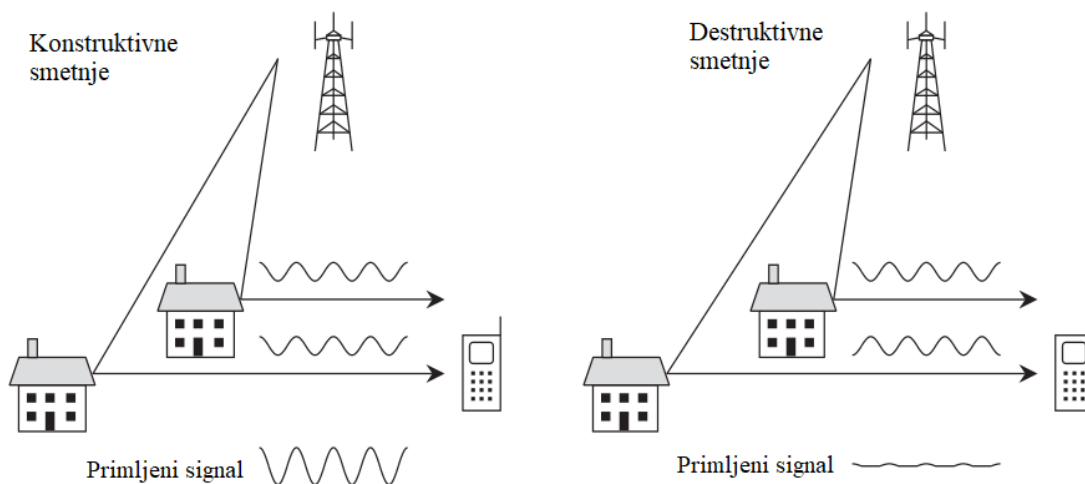 Konstruktivne
smetnje
Primljeni signal
Destruktivne
smetnje
Primljeni signal